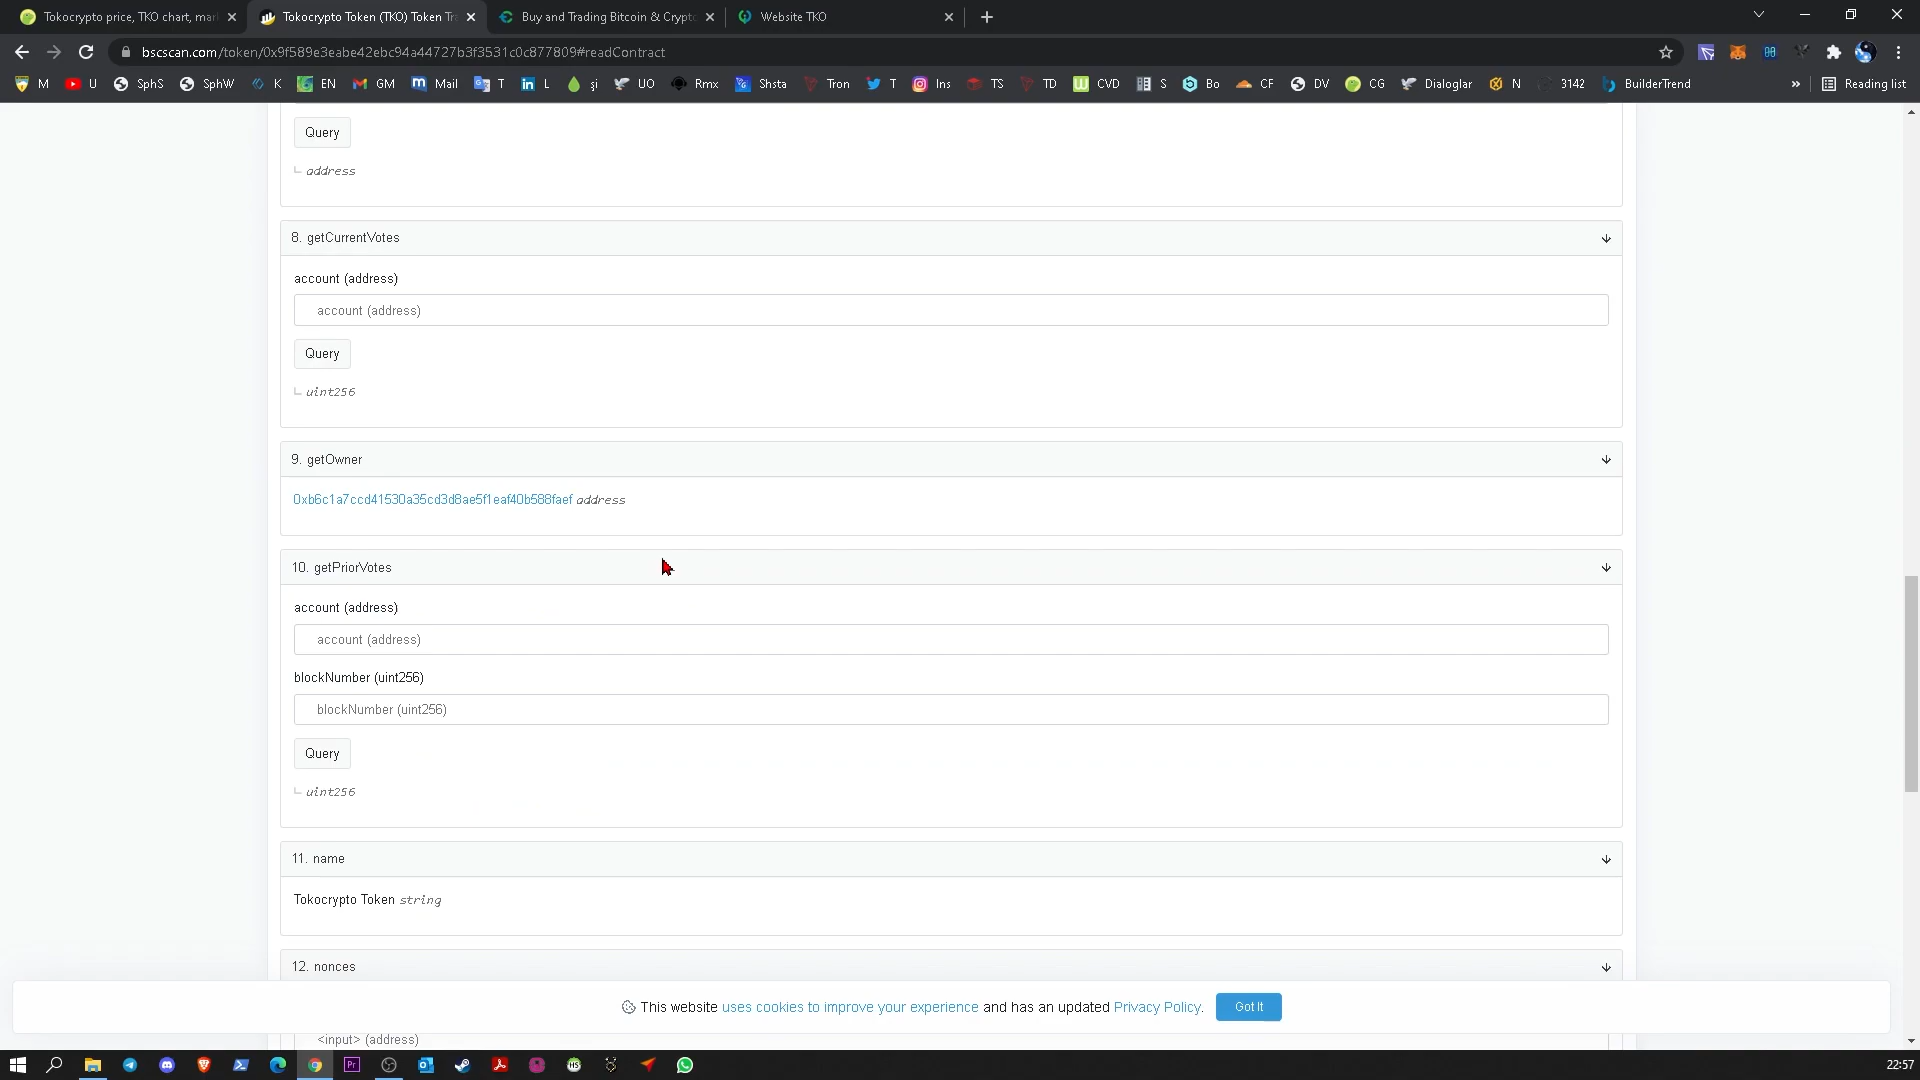 Tokocrypto price, TKO chart, mar
Tokocrypto Token (TKO) Token Tra
Buy and Trading Bitcoin & Crypto
Website TKO
bscscan.com/token/0x9f589e3eabe42ebc94a44727b3f3531c0c877809#readContract
M
U
SphS
SphW
K
EN
GM
Mail
T
L
şi
UO
Rmx
Shsta
Tron
T
Ins
TS
TD
CVD
S
Bo
CF
DV
CG
Dialoglar
N
3142
BuilderTrend
»
Reading list
Query
address
8. getCurrentVotes
account (address)
account (address)
Query
uint256
9. getOwner
0xb6c1a7ccd41530a35cd3d8ae5f1eaf40b588faef address
10. getPriorVotes
account (address)
account (address)
blockNumber (uint256)
blockNumber (uint256)
Query
uint256
11. name
Tokocrypto Token string
12. nonces
This website uses cookies to improve your experience and has an updated Privacy Policy.
Got It
<input> (address)
22:57